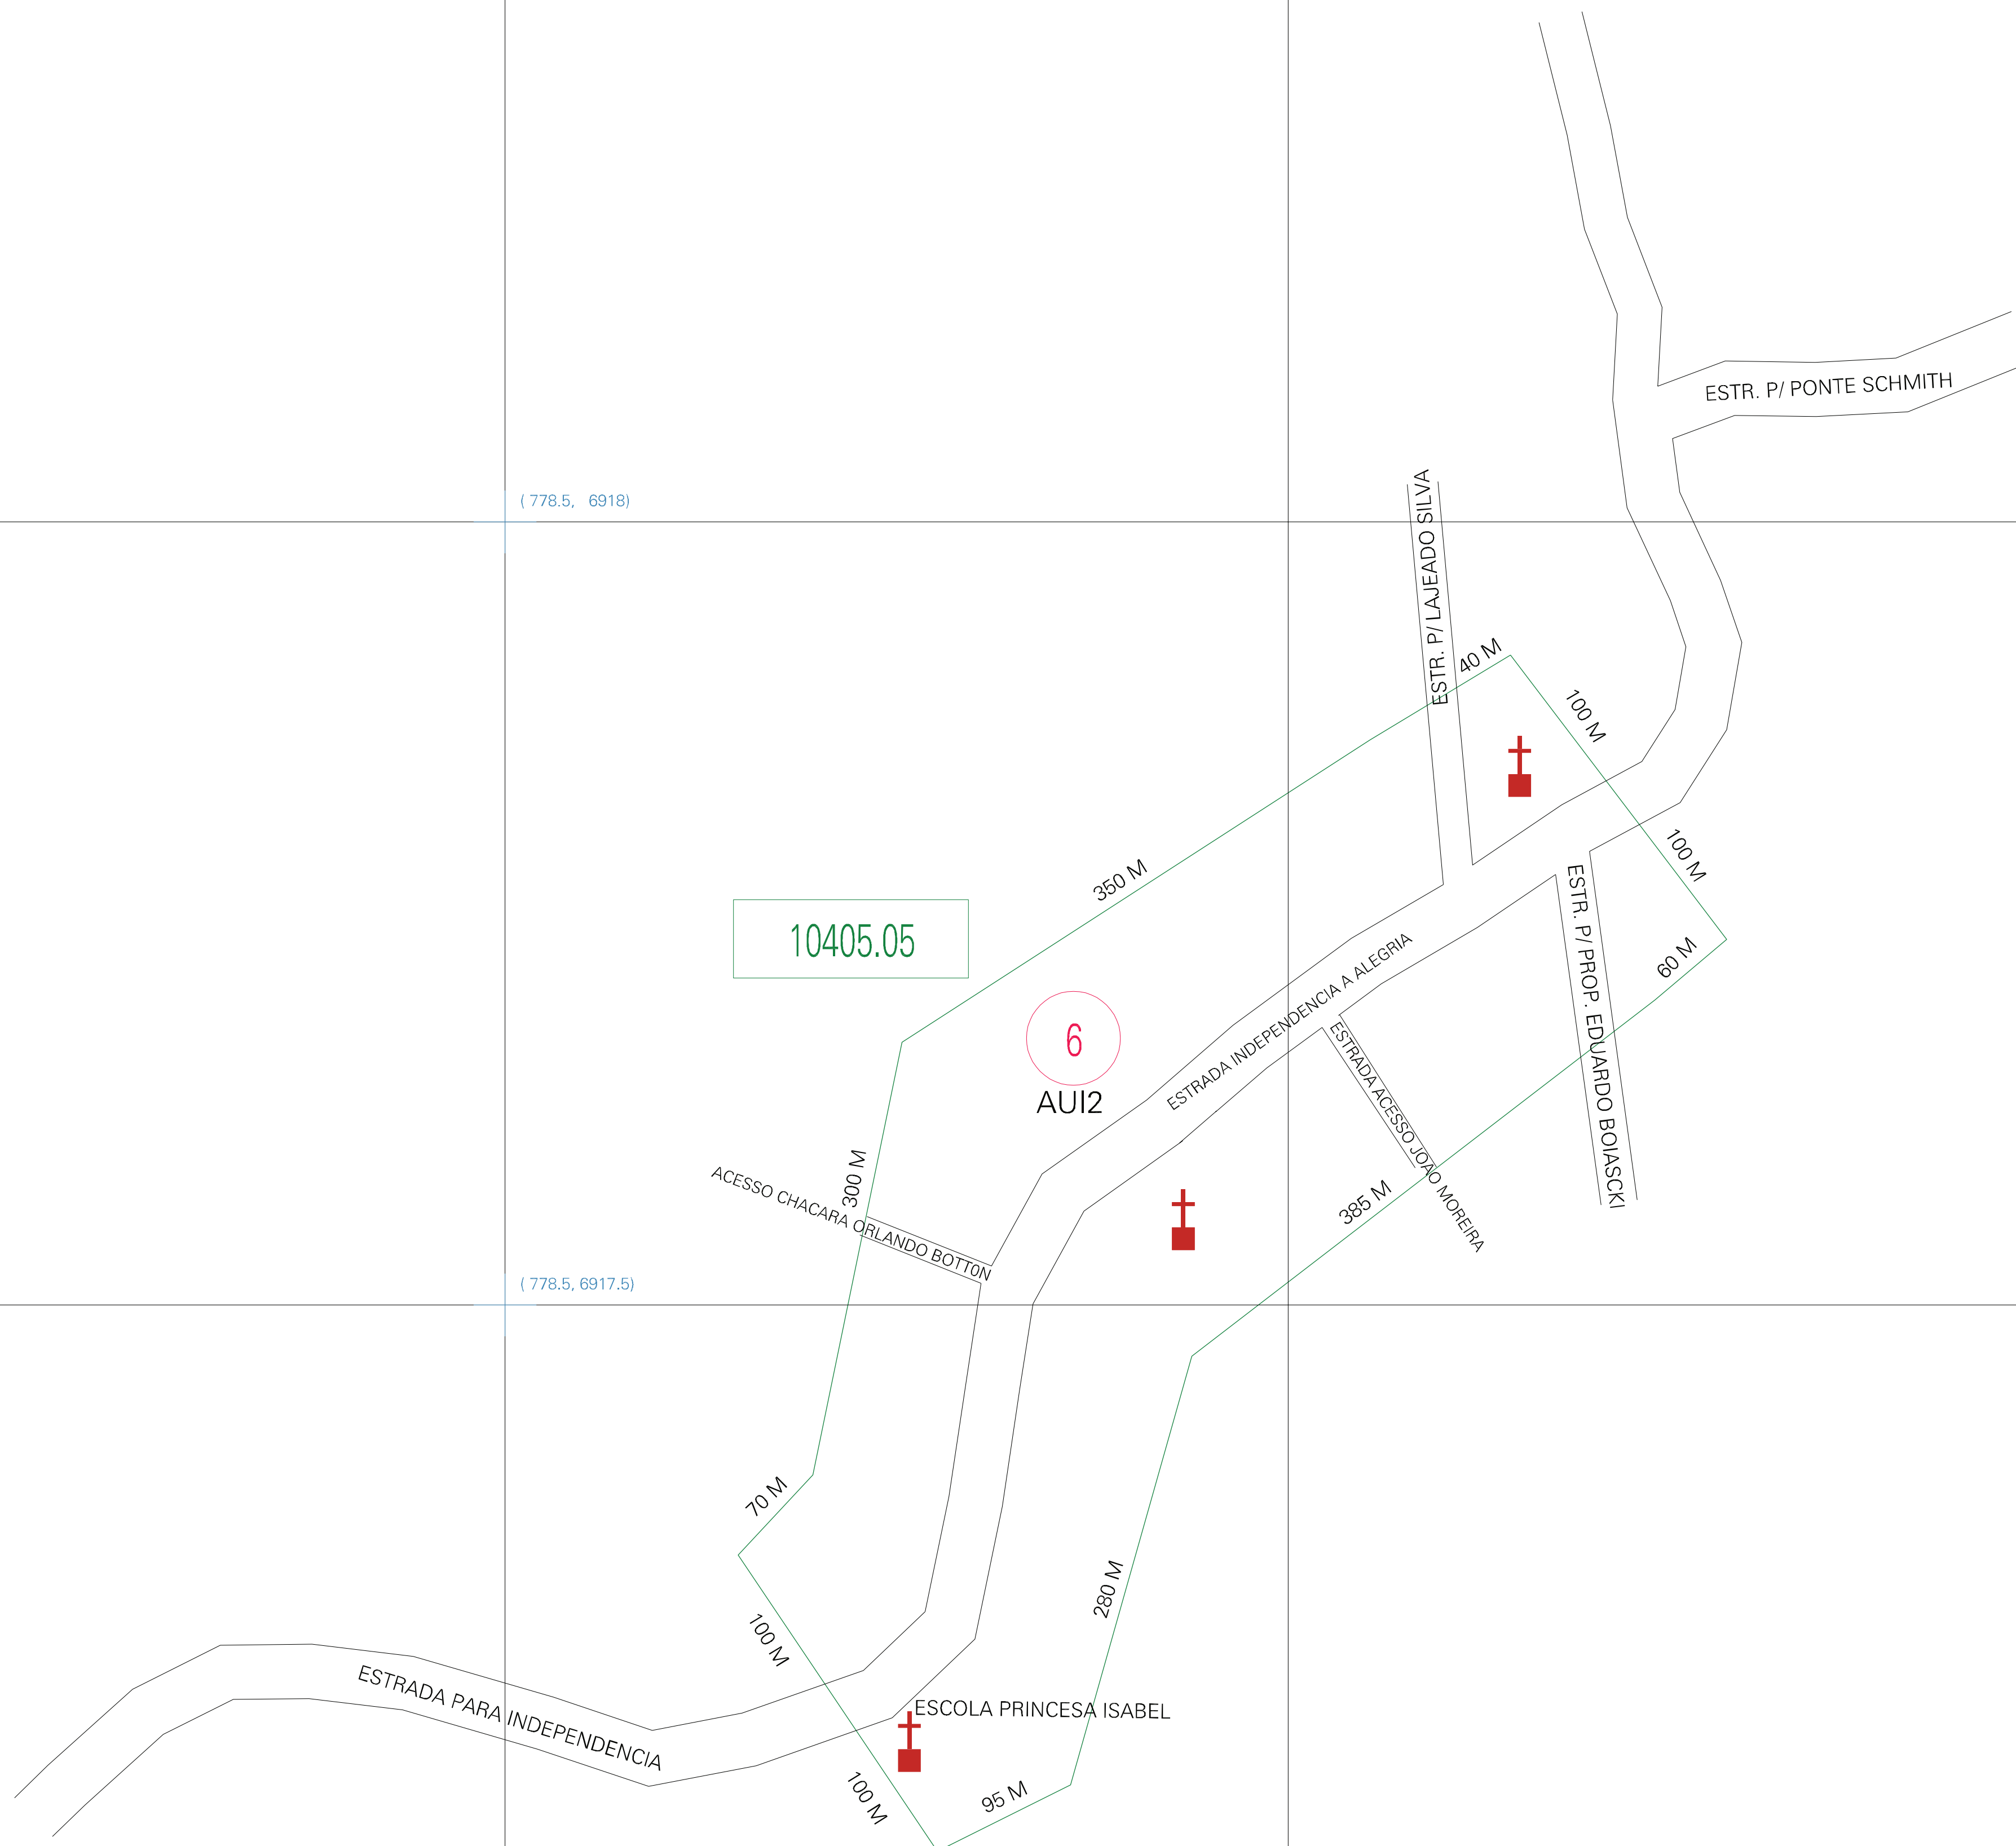 ESTR. P/ PONTE SCHMITH
( 778.5, 6918)
ESTR. P/ LAJEADO SILVA
40 M
100 M
350 M
100 M
10405.05
ESTR. P/ PROP. EDUARDO BOIASCKI
60 M
ESTRADA INDEPENDENCIA A ALEGRIA
6
AUI2
ESTRADA ACESSO JOAO MOREIRA
300 M
ACESSO CHACARA ORLANDO BOTT0N
385 M
( 778.5, 6917.5)
70 M
280 M
100 M
ESTRADA PARA INDEPENDENCIA
ESCOLA PRINCESA ISABEL
100 M
95 M